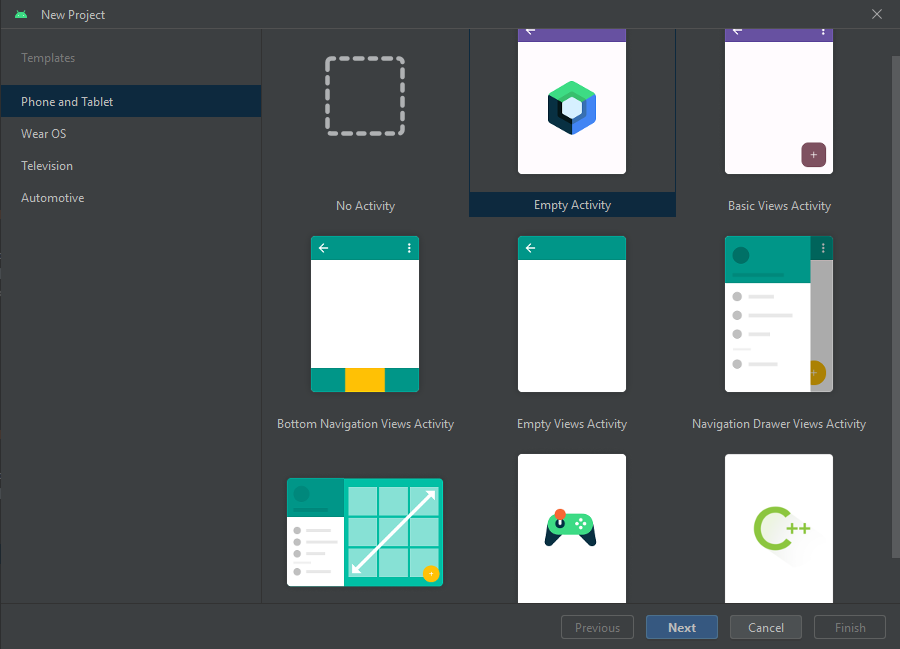 New Project
Templates
Phone and Tablet
Wear OS
Television
Automotive
No Activity
Empty Activity
Basic Views Activity
Bottom Navigation Views Activity
Empty Views Activity
Navigation Drawer Views Activity
C++
Previous
Next
Cancel
Finish